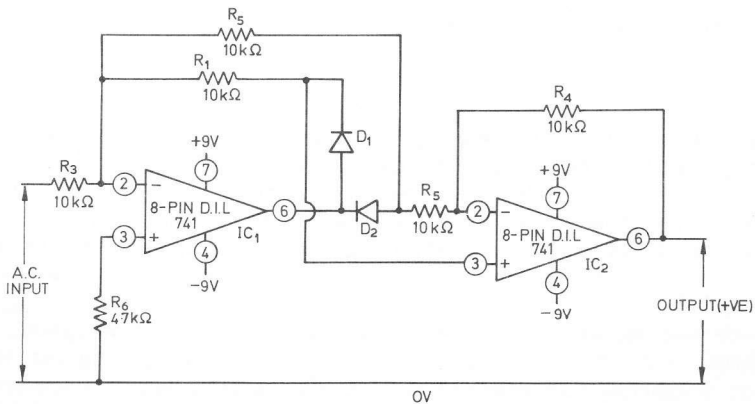 R5
10kΩ
R1
10kΩ
D1
R4
10kΩ
+9V
7
R3
10kΩ
2
-
8-PIN D.I.L
741
6
IC1
3
+
4
-9V
D2
R5
10kΩ
+9V
7
2
-
8-PIN D.I.L
741
6
IC2
3
+
4
-9V
A.C.
INPUT
R6
47kΩ
OUTPUT(+VE)
0V